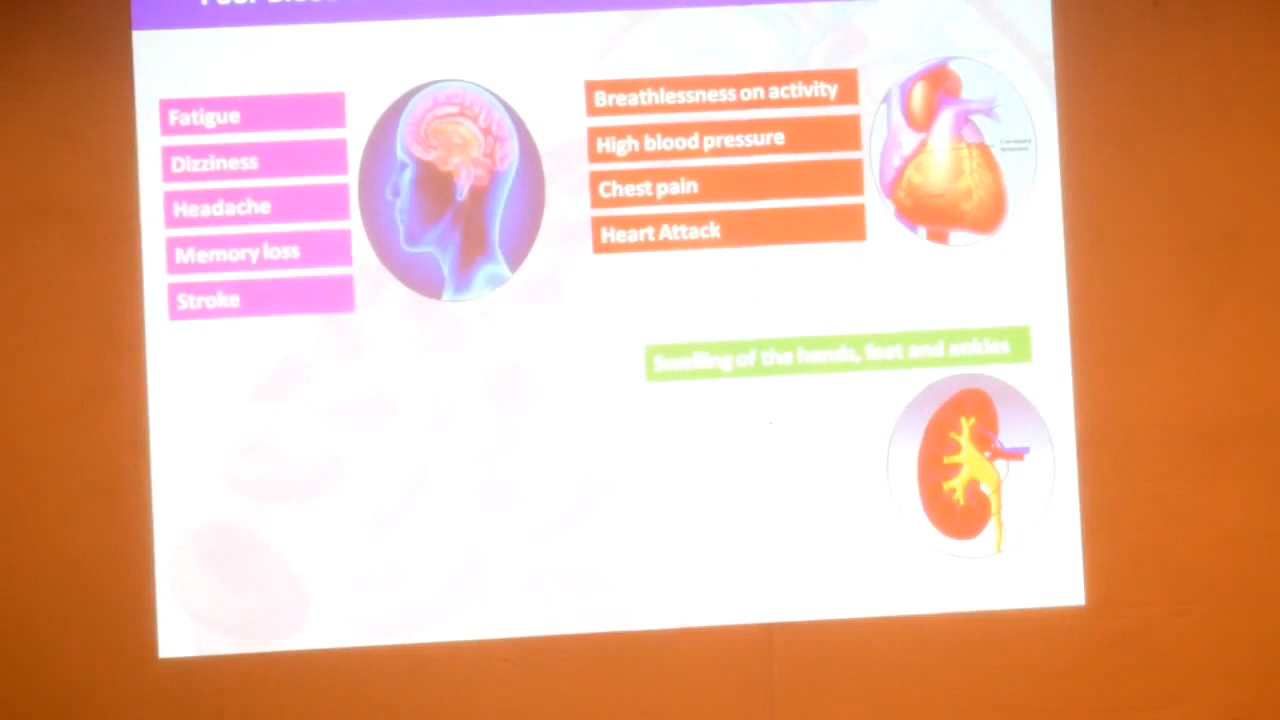 Fatigue
Dizziness
Headache
Memory loss
Stroke
Breathlessness on activity
High blood pressure
Chest pain
Heart Attack
Swelling of the hands, feet and ankles